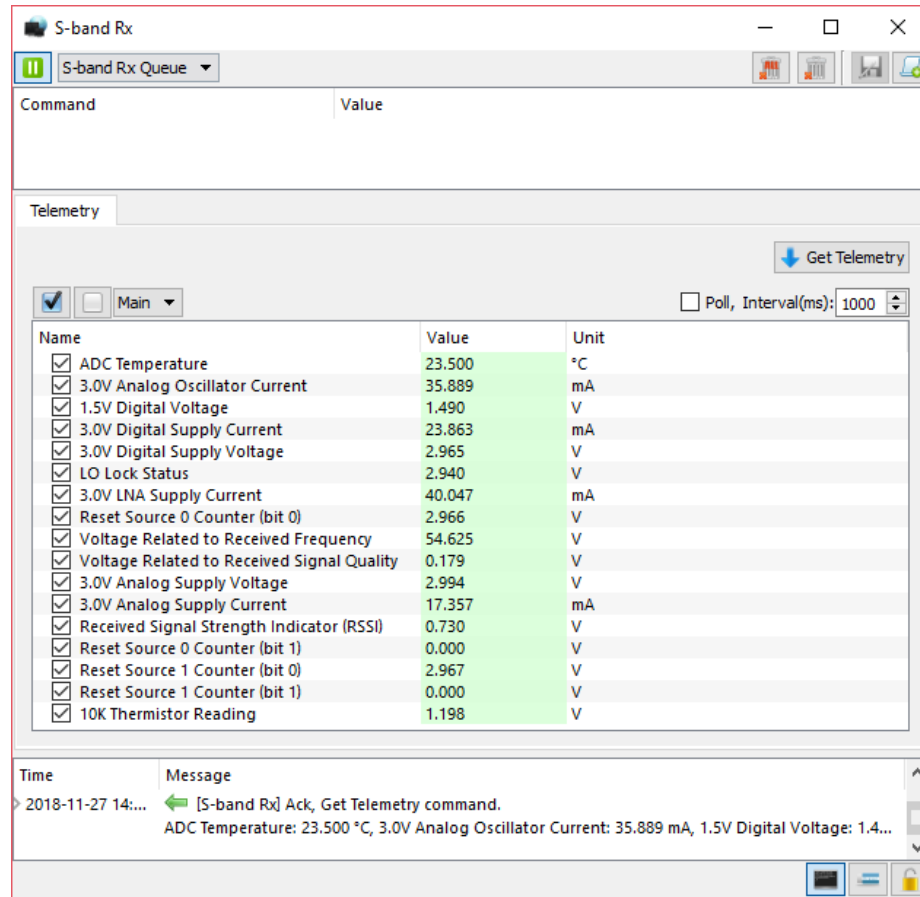 S-band Rx
S-band Rx Queue
Command Value
Telemetry
Get Telemetry
Main Poll, Interval(ms): 1000
Name Value Unit
ADC Temperature 23.500 °C
3.0V Analog Oscillator Current 35.889 mA
1.5V Digital Voltage 1.490 V
3.0V Digital Supply Current 23.863 mA
3.0V Digital Supply Voltage 2.965 V
LO Lock Status 2.940 V
3.0V LNA Supply Current 40.047 mA
Reset Source 0 Counter (bit 0) 2.966 V
Voltage Related to Received Frequency 54.625 V
Voltage Related to Received Signal Quality 0.179 V
3.0V Analog Supply Voltage 2.994 V
3.0V Analog Supply Current 17.357 mA
Received Signal Strength Indicator (RSSI) 0.730 V
Reset Source 0 Counter (bit 1) 0.000 V
Reset Source 1 Counter (bit 0) 2.967 V
Reset Source 1 Counter (bit 1) 0.000 V
10K Thermistor Reading 1.198 V
Time Message
2018-11-27 14:... [S-band Rx] Ack, Get Telemetry command.
ADC Temperature: 23.500 °C, 3.0V Analog Oscillator Current: 35.889 mA, 1.5V Digital Voltage: 1.4...